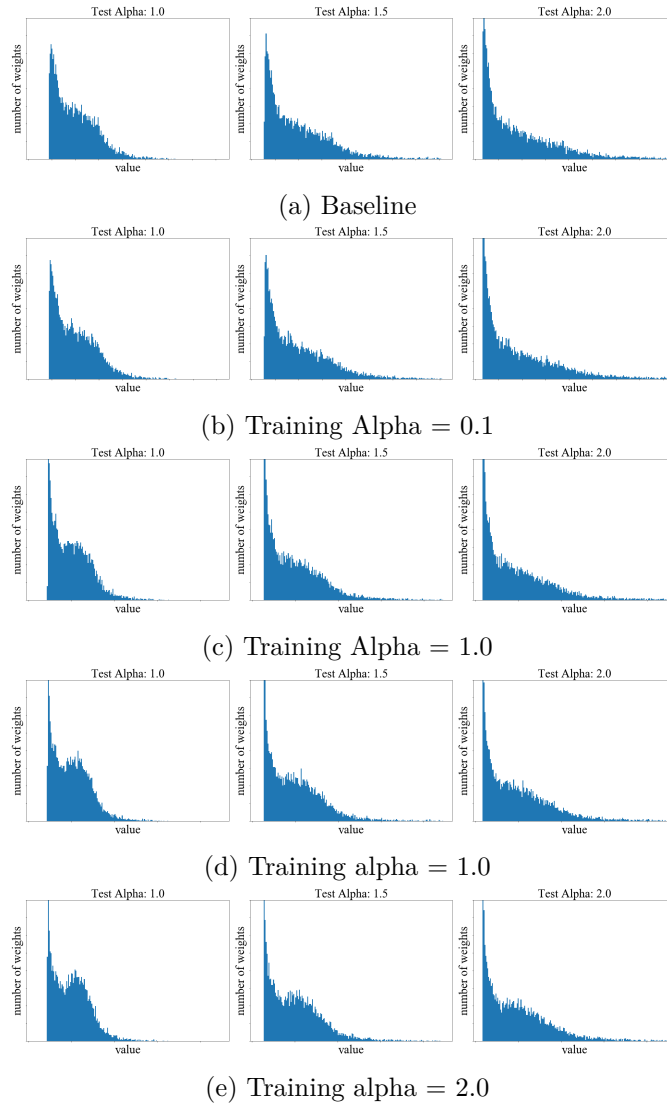 Test Alpha: 1.0 Test Alpha: 1.5 Test Alpha: 2.0
number of weights number of weights number of weights
value value value
(a) Baseline
Test Alpha: 1.0 Test Alpha: 1.5 Test Alpha: 2.0
number of weights number of weights number of weights
value value value
(b) Training Alpha = 0.1
Test Alpha: 1.0 Test Alpha: 1.5 Test Alpha: 2.0
number of weights number of weights number of weights
value value value
(c) Training Alpha = 1.0
Test Alpha: 1.0 Test Alpha: 1.5 Test Alpha: 2.0
number of weights number of weights number of weights
value value value
(d) Training alpha = 1.0
Test Alpha: 1.0 Test Alpha: 1.5 Test Alpha: 2.0
number of weights number of weights number of weights
value value value
(e) Training alpha = 2.0